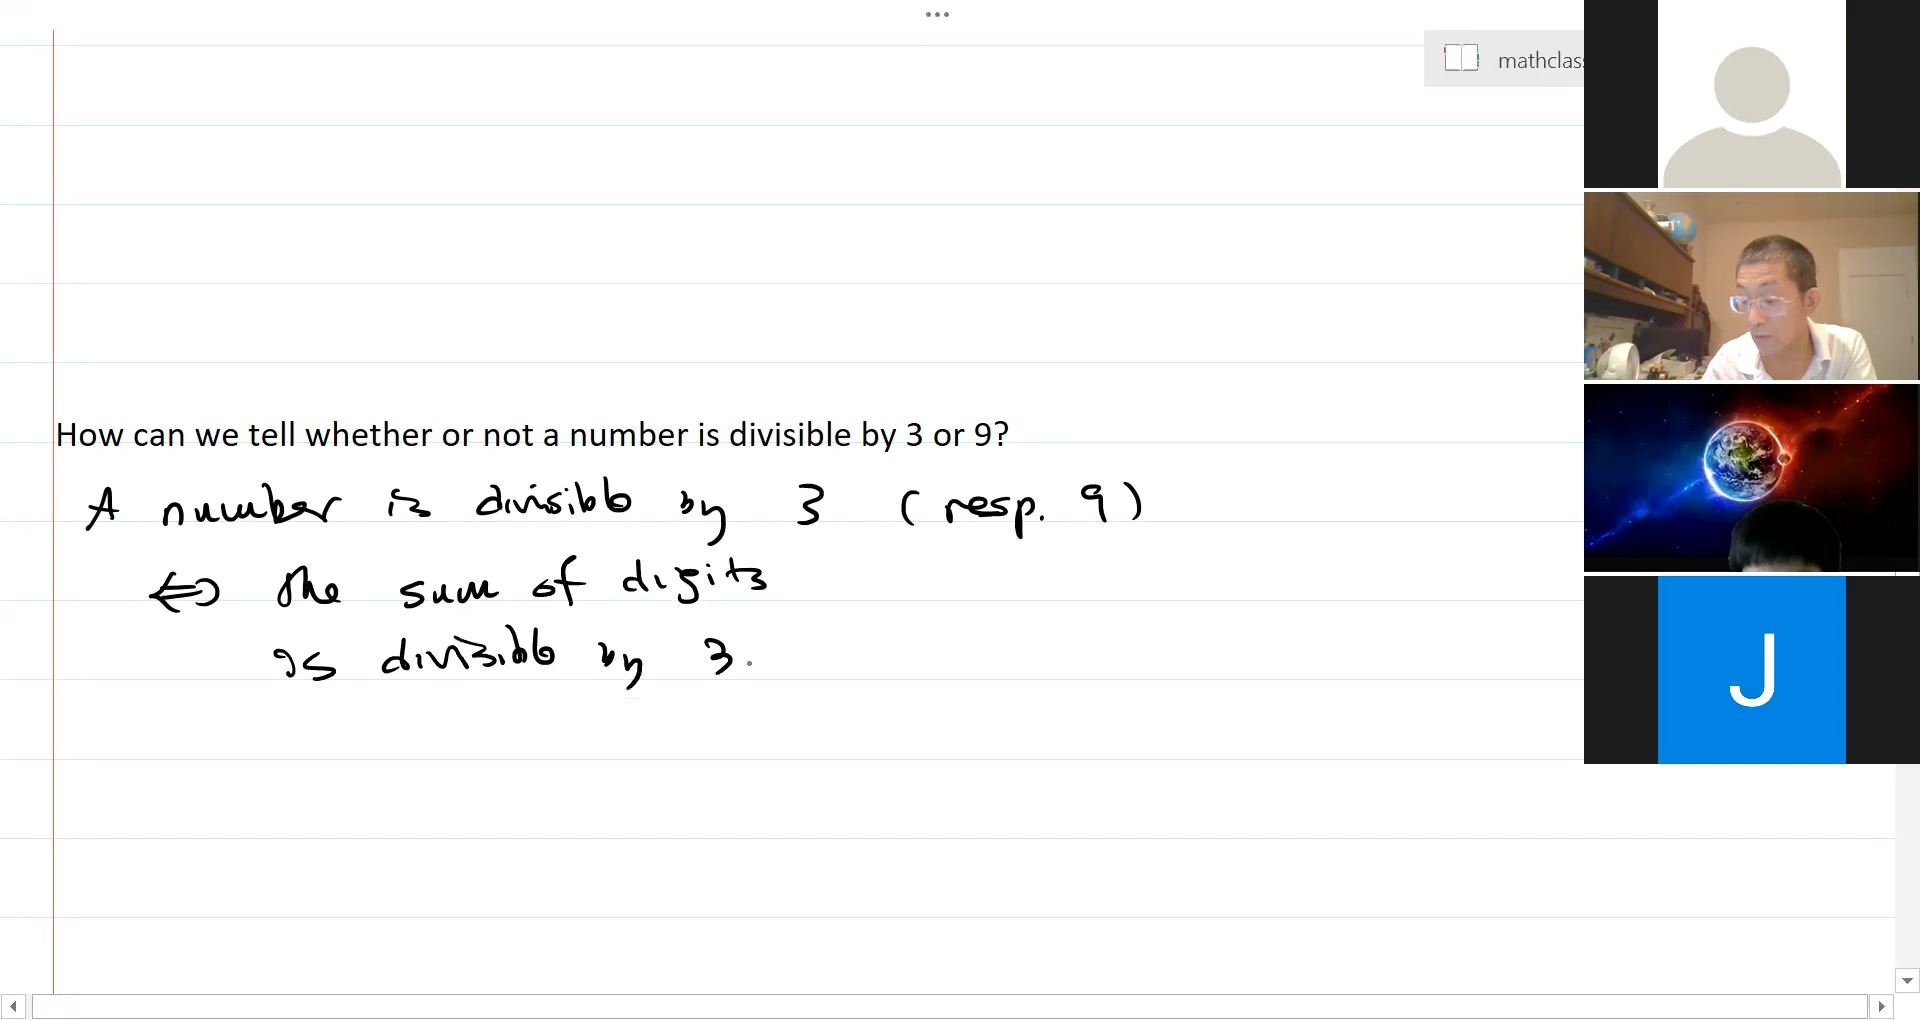 mathclas
How can we tell whether or not a number is divisible by 3 or 9?
A number is divisible by 3 (resp. 9)
⇔ the sum of digits
is divisible by 3.
J